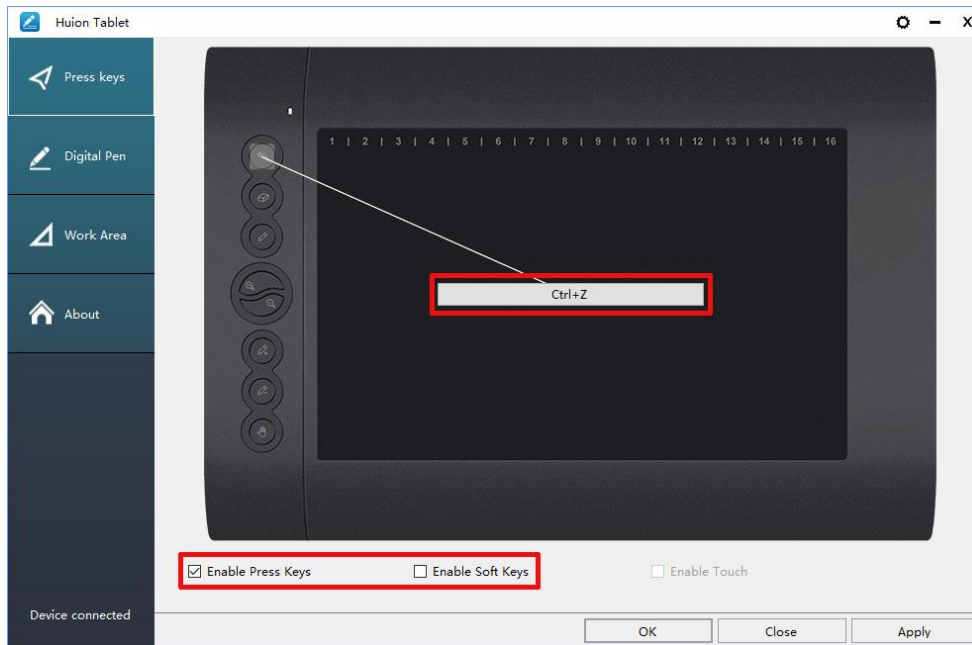 Huion Tablet
X
Press keys
Digital Pen
Work Area
About
Device connected
1 | 2 | 3 | 4 | 5 | 6 | 7 | 8 | 9 | 10 | 11 | 12 | 13 | 14 | 15 | 16
Ctrl+Z
Enable Press Keys Enable Soft Keys Enable Touch
OK Close Apply